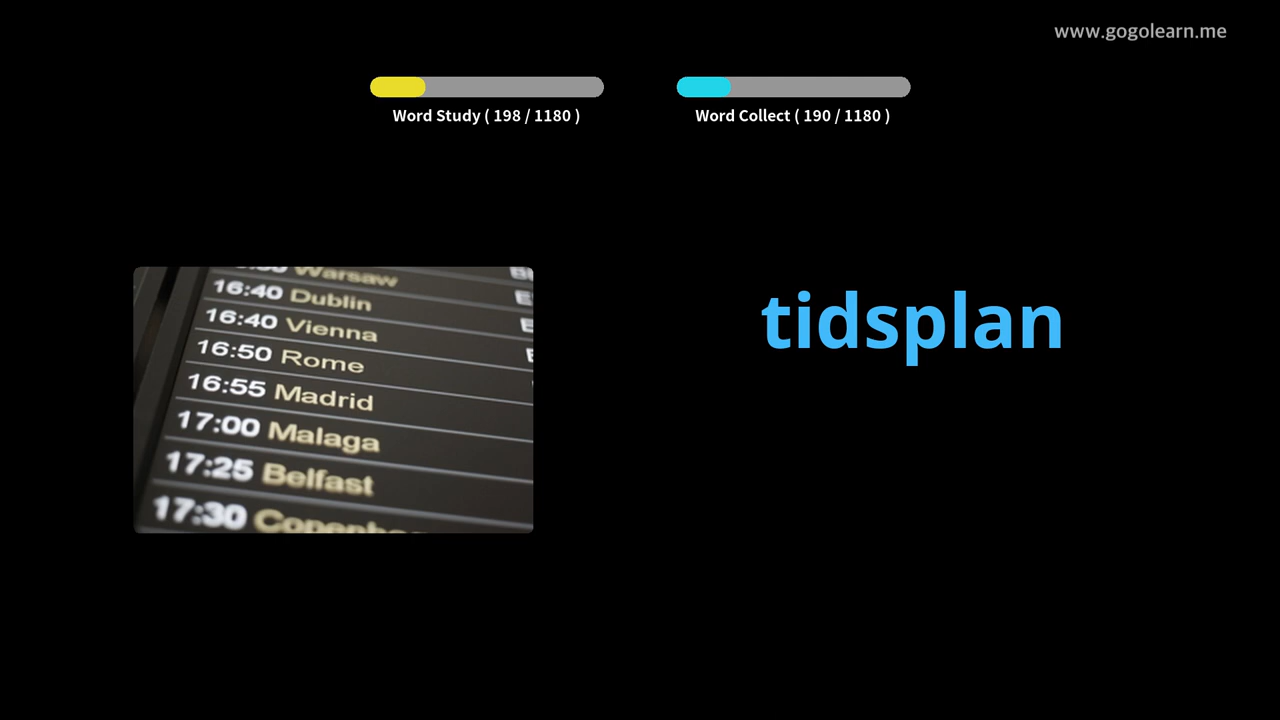 www.gogolearn.me
Word Study ( 198 / 1180 )
Word Collect ( 190 / 1180 )
Warsaw
16:40 Dublin
16:40 Vienna
16:50 Rome
16:55 Madrid
17:00 Malaga
17:25 Belfast
17:30
tidsplan